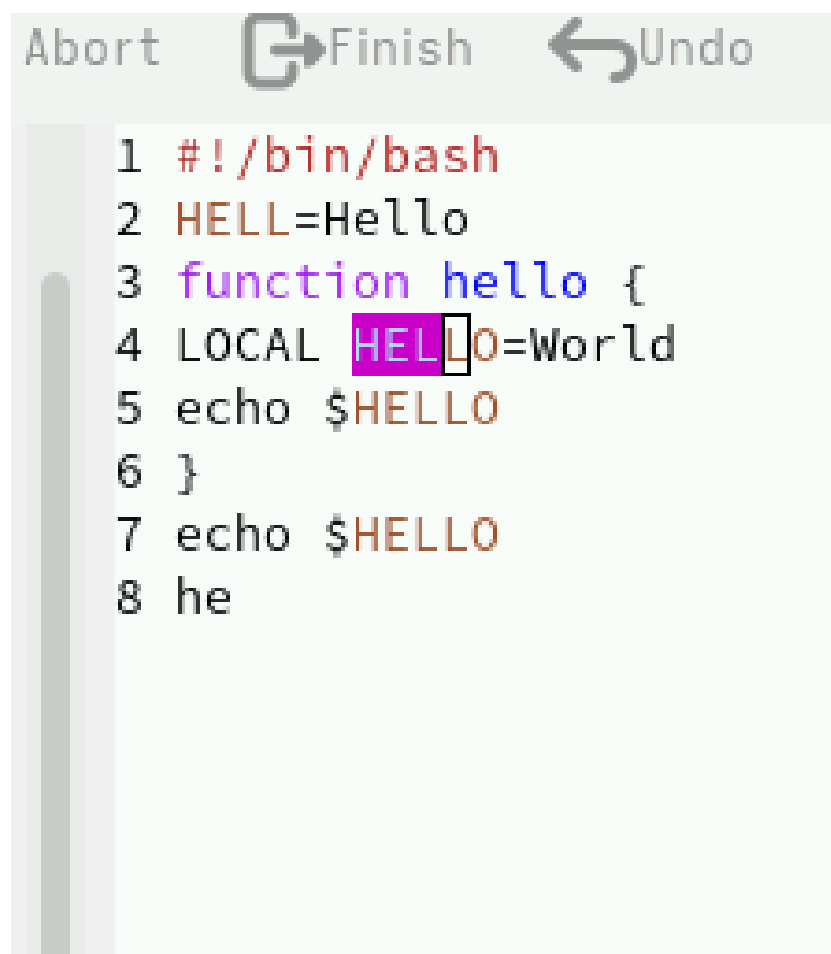 Abort Finish Undo
1 #!/bin/bash
2 HELL=Hello
3 function hello {
4 LOCAL HELLO=World
5 echo $HELLO
6 }
7 echo $HELLO
8 he